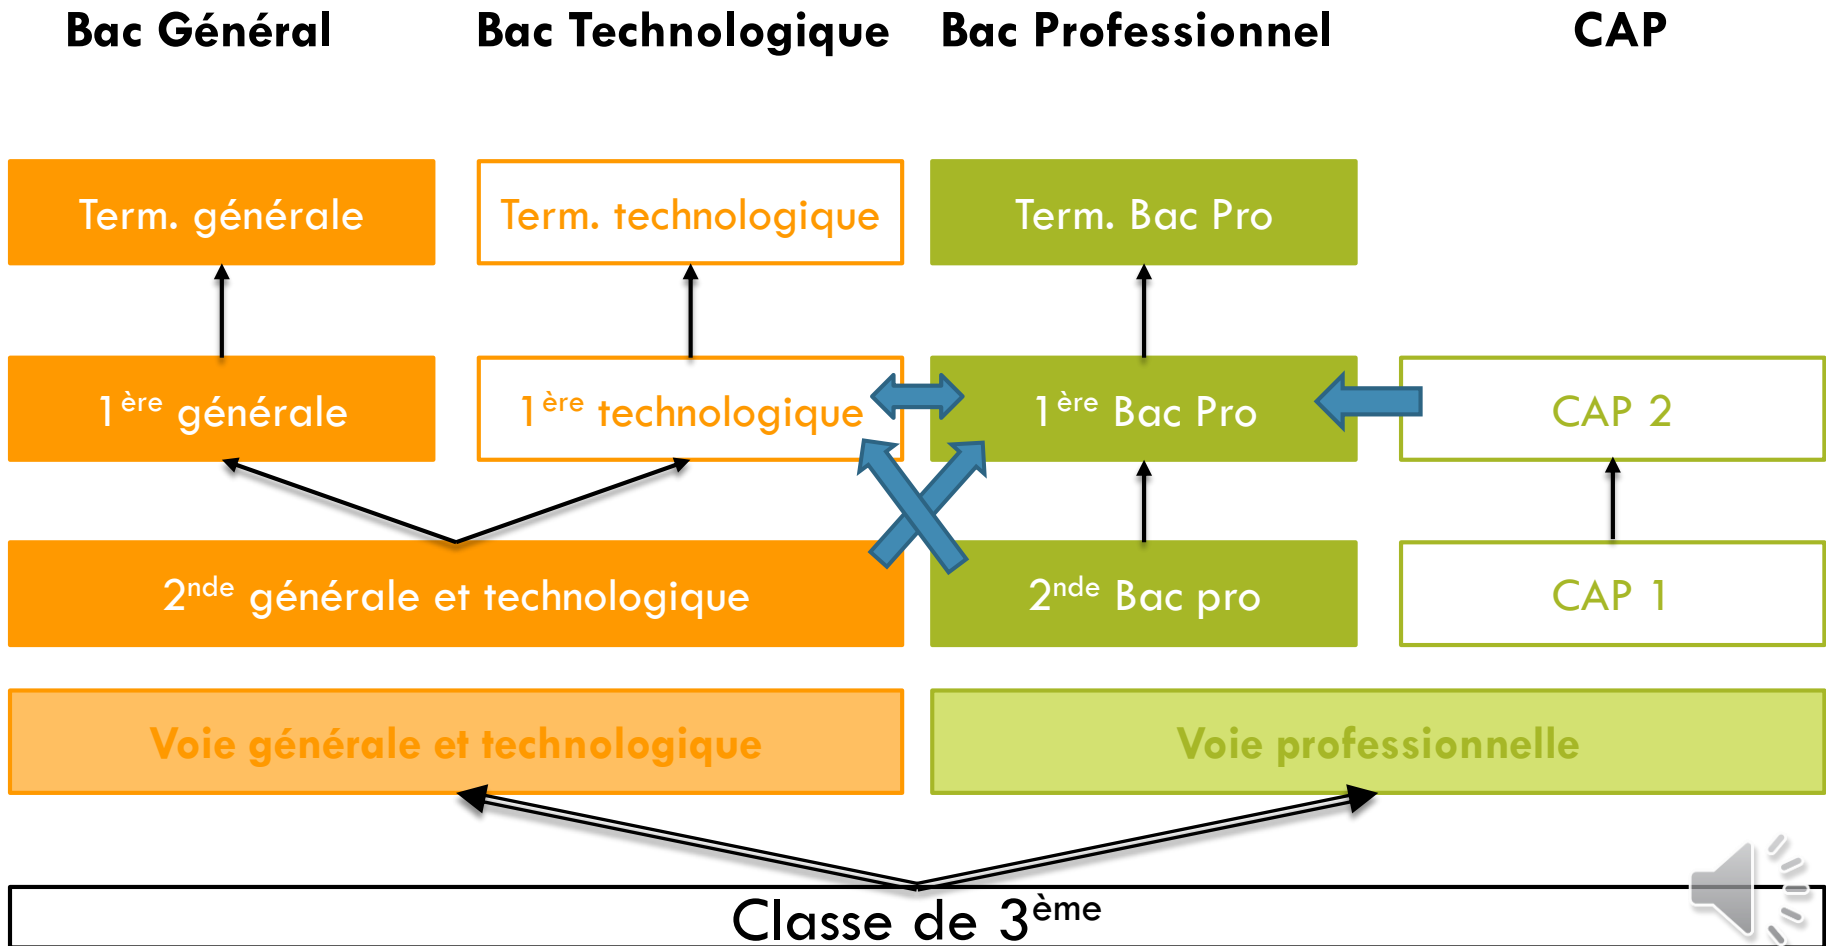 Bac Général
Bac Technologique
Bac Professionnel
CAP
Term. générale
Term. technologique
Term. Bac Pro
1ère générale
1ère technologique
1ère Bac Pro
CAP 2
2nde générale et technologique
2nde Bac pro
CAP 1
Voie générale et technologique
Voie professionnelle
Classe de 3ème